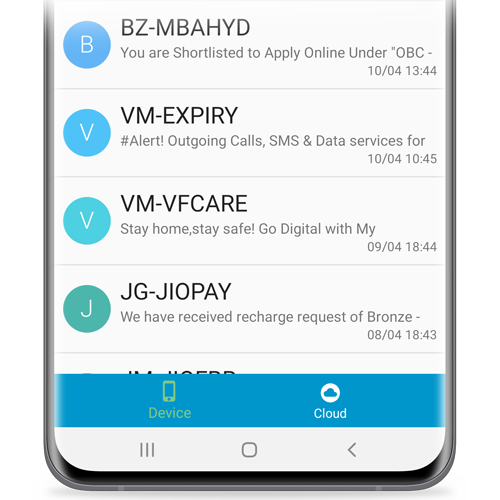 B
BZ-MBAHYD
You are Shortlisted to Apply Online Under "OBC -
10/04 13:44
V
VM-EXPIRY
#Alert! Outgoing Calls, SMS & Data services for
10/04 10:45
V
VM-VFCARE
Stay home,stay safe! Go Digital with My
09/04 18:44
J
JG-JIOPAY
We have received recharge request of Bronze -
08/04 18:43
Device
Cloud